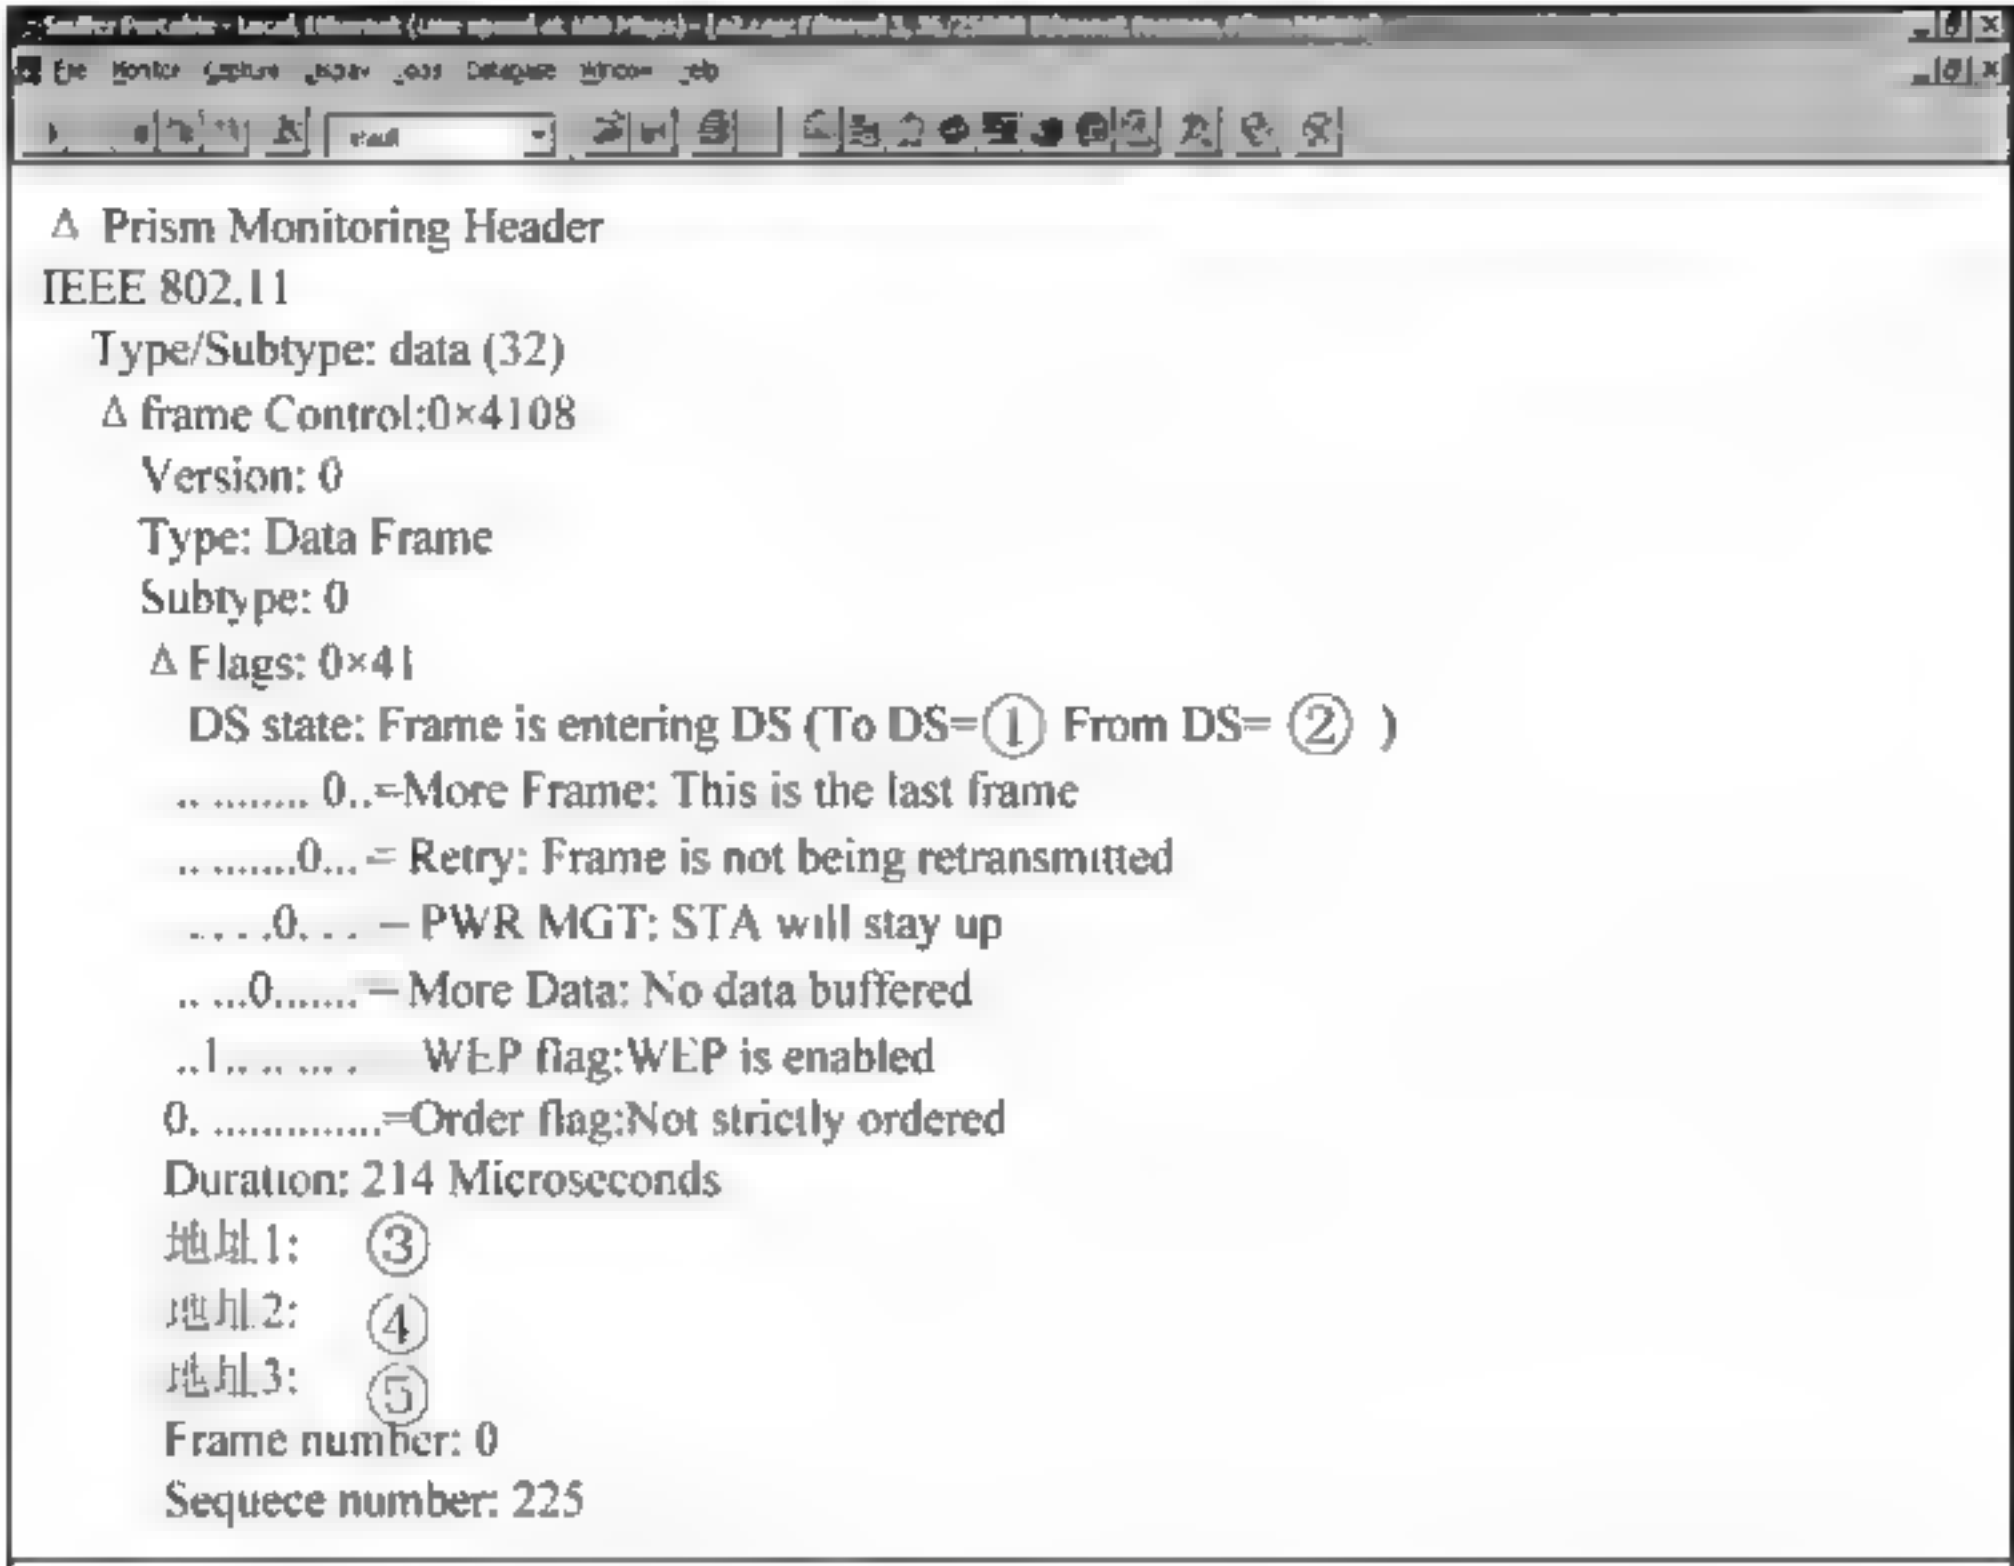 Monitor
Database
Δ Prism Monitoring Header
IEEE 802.11
Type/Subtype: data (32)
Δ frame Control:0×4108
Version: 0
Type: Data Frame
Subtype: 0
Δ Flags: 0×41
DS state: Frame is entering DS (To DS=① From DS= ② )
.. ......... 0..=More Frame: This is the last frame
.. .......0... = Retry: Frame is not being retransmitted
.. . . .0. . .. — PWR MGT: STA will stay up
.. ...0....... — More Data: No data buffered
..1.. .. ... . WEP flag:WEP is enabled
0. ..............=Order flag:Not strictly ordered
Duration: 214 Microseconds
地址1: ③
地址2: ④
地址3: ⑤
Frame number: 0
Sequece number: 225